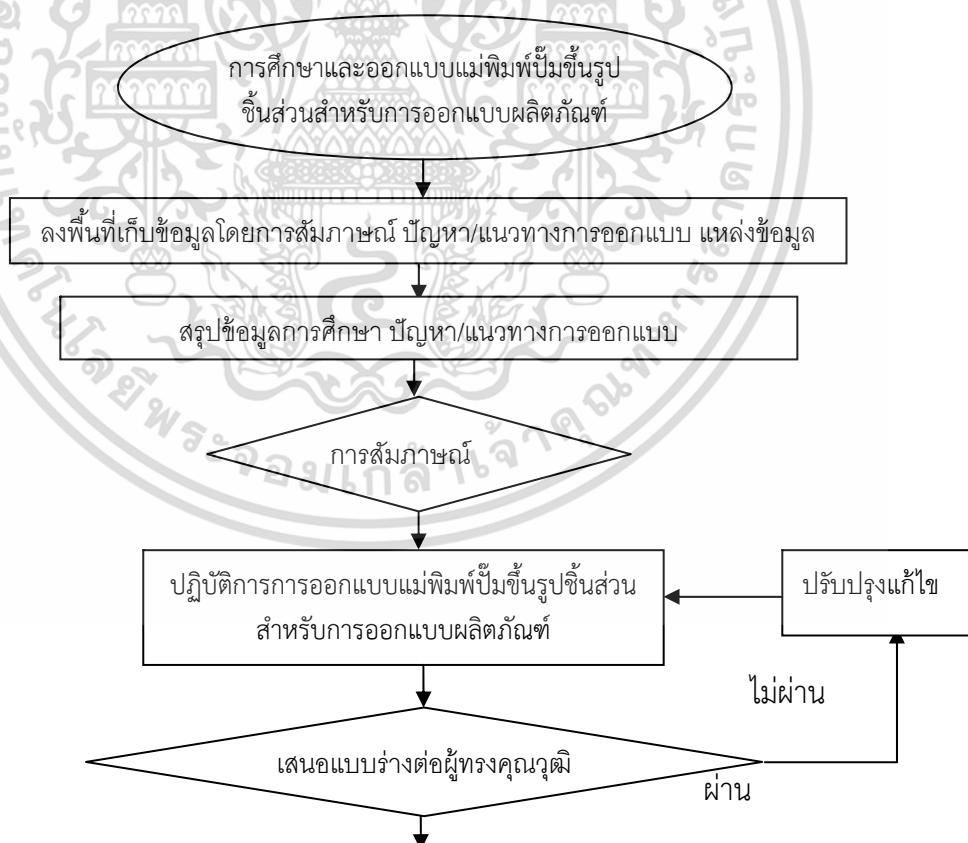 การศึกษาและออกแบบแม่พิมพ์ปั๊มขึ้นรูป
ชิ้นส่วนสำหรับการออกแบบผลิตภัณฑ์
ลงพื้นที่เก็บข้อมูลโดยการสัมภาษณ์ ปัญหา/แนวทางการออกแบบ แหล่งข้อมูล
สรุปข้อมูลการศึกษา ปัญหา/แนวทางการออกแบบ
การสัมภาษณ์
ปฏิบัติการการออกแบบแม่พิมพ์ปั๊มขึ้นรูปชิ้นส่วน
สำหรับการออกแบบผลิตภัณฑ์
ปรับปรุงแก้ไข
ไม่ผ่าน
เสนอแบบร่างต่อผู้ทรงคุณวุฒิ
ผ่าน